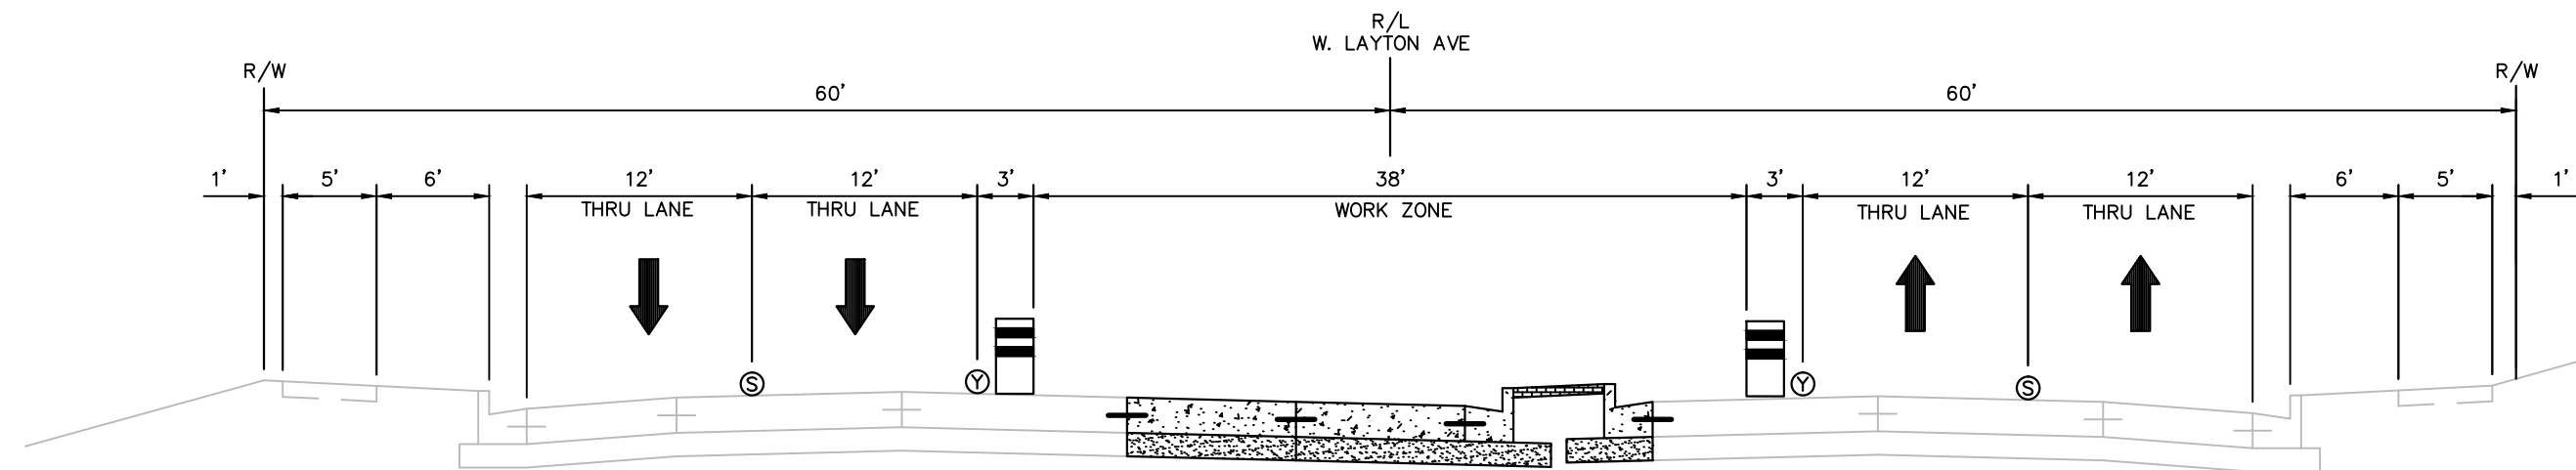 R/L
W. LAYTON AVE
R/W
R/W
60'
60'
1'
5'
6'
12'
12'
3'
38'
3'
12'
12'
6'
5'
1'
THRU LANE
THRU LANE
WORK ZONE
THRU LANE
THRU LANE
S
Y
Y
S